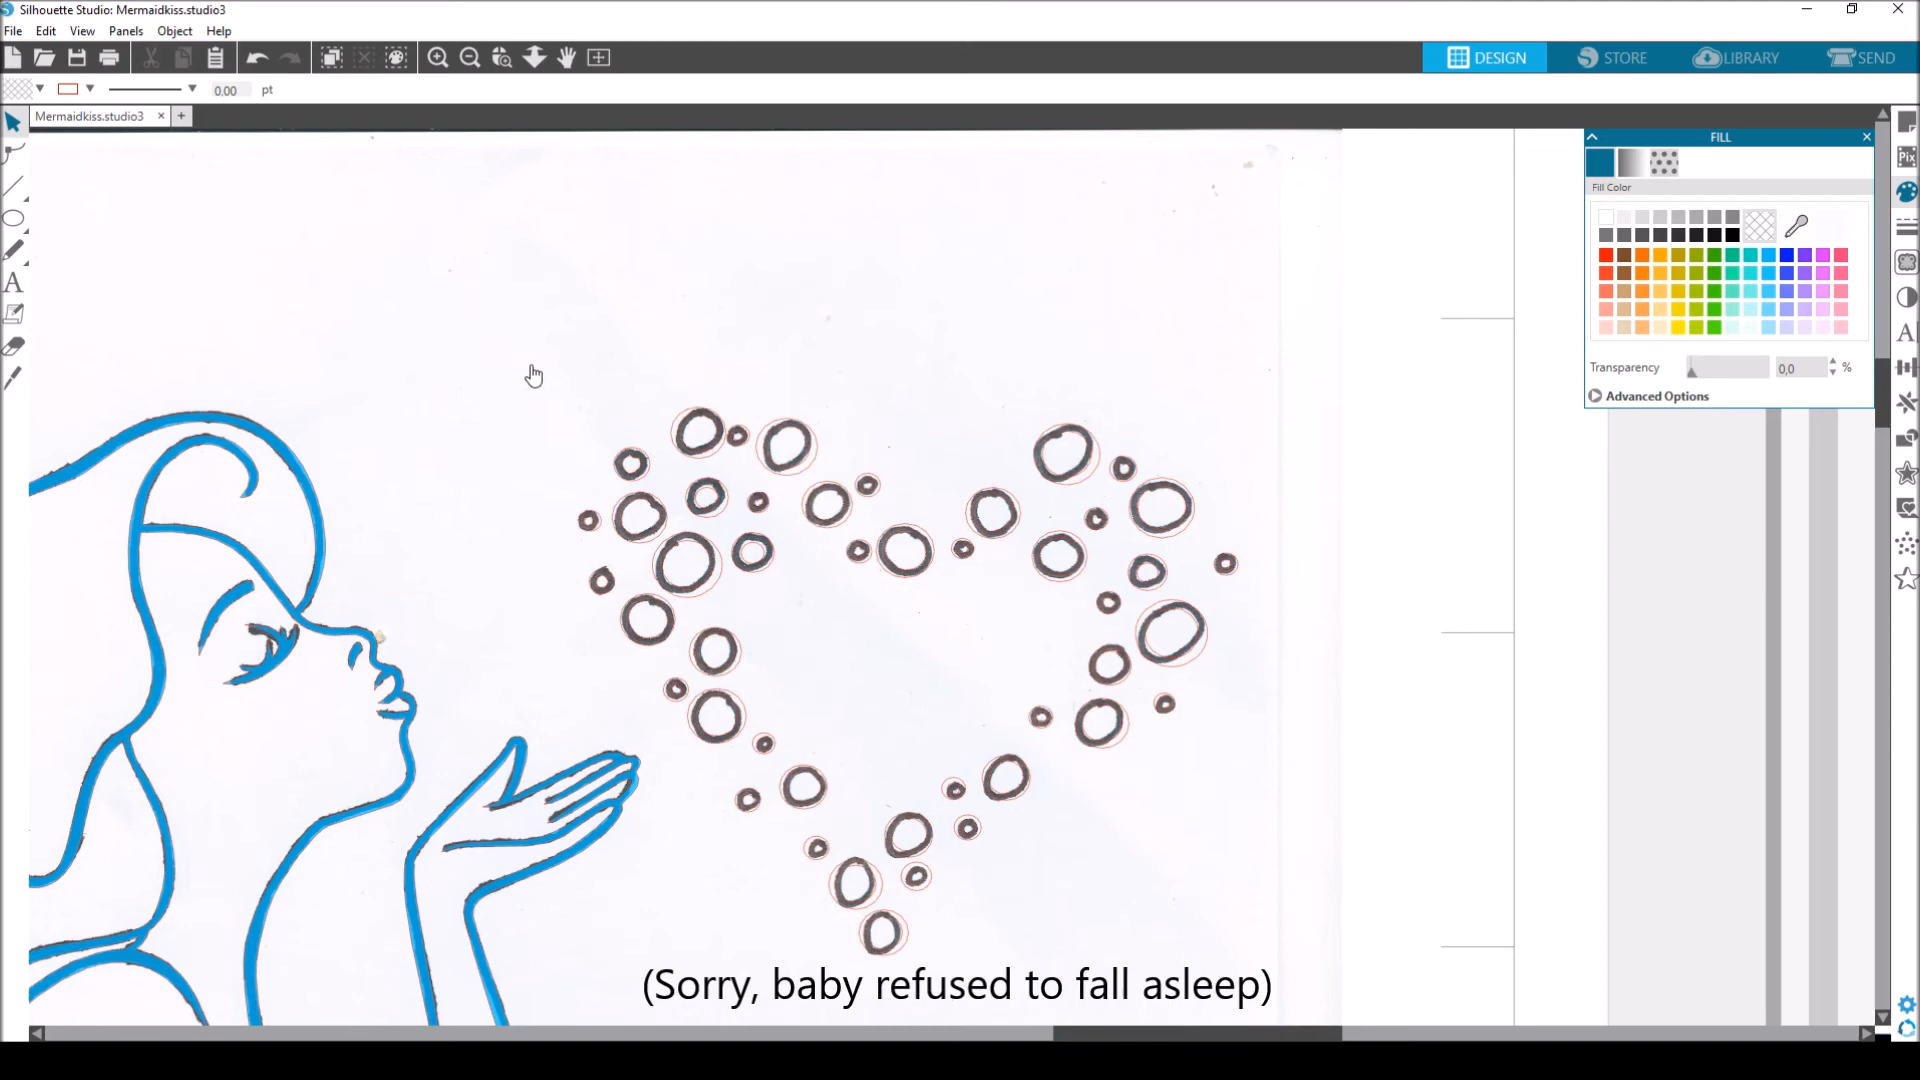 Silhouette Studio: Mermaidkiss.studio3
File Edit View Panels Object Help
DESIGN STORE LIBRARY SEND
0.00 pt
Mermaidkiss.studio3
FILL
Pix
Fill Color
Transparency 0,0 %
Advanced Options
(Sorry, baby refused to fall asleep)